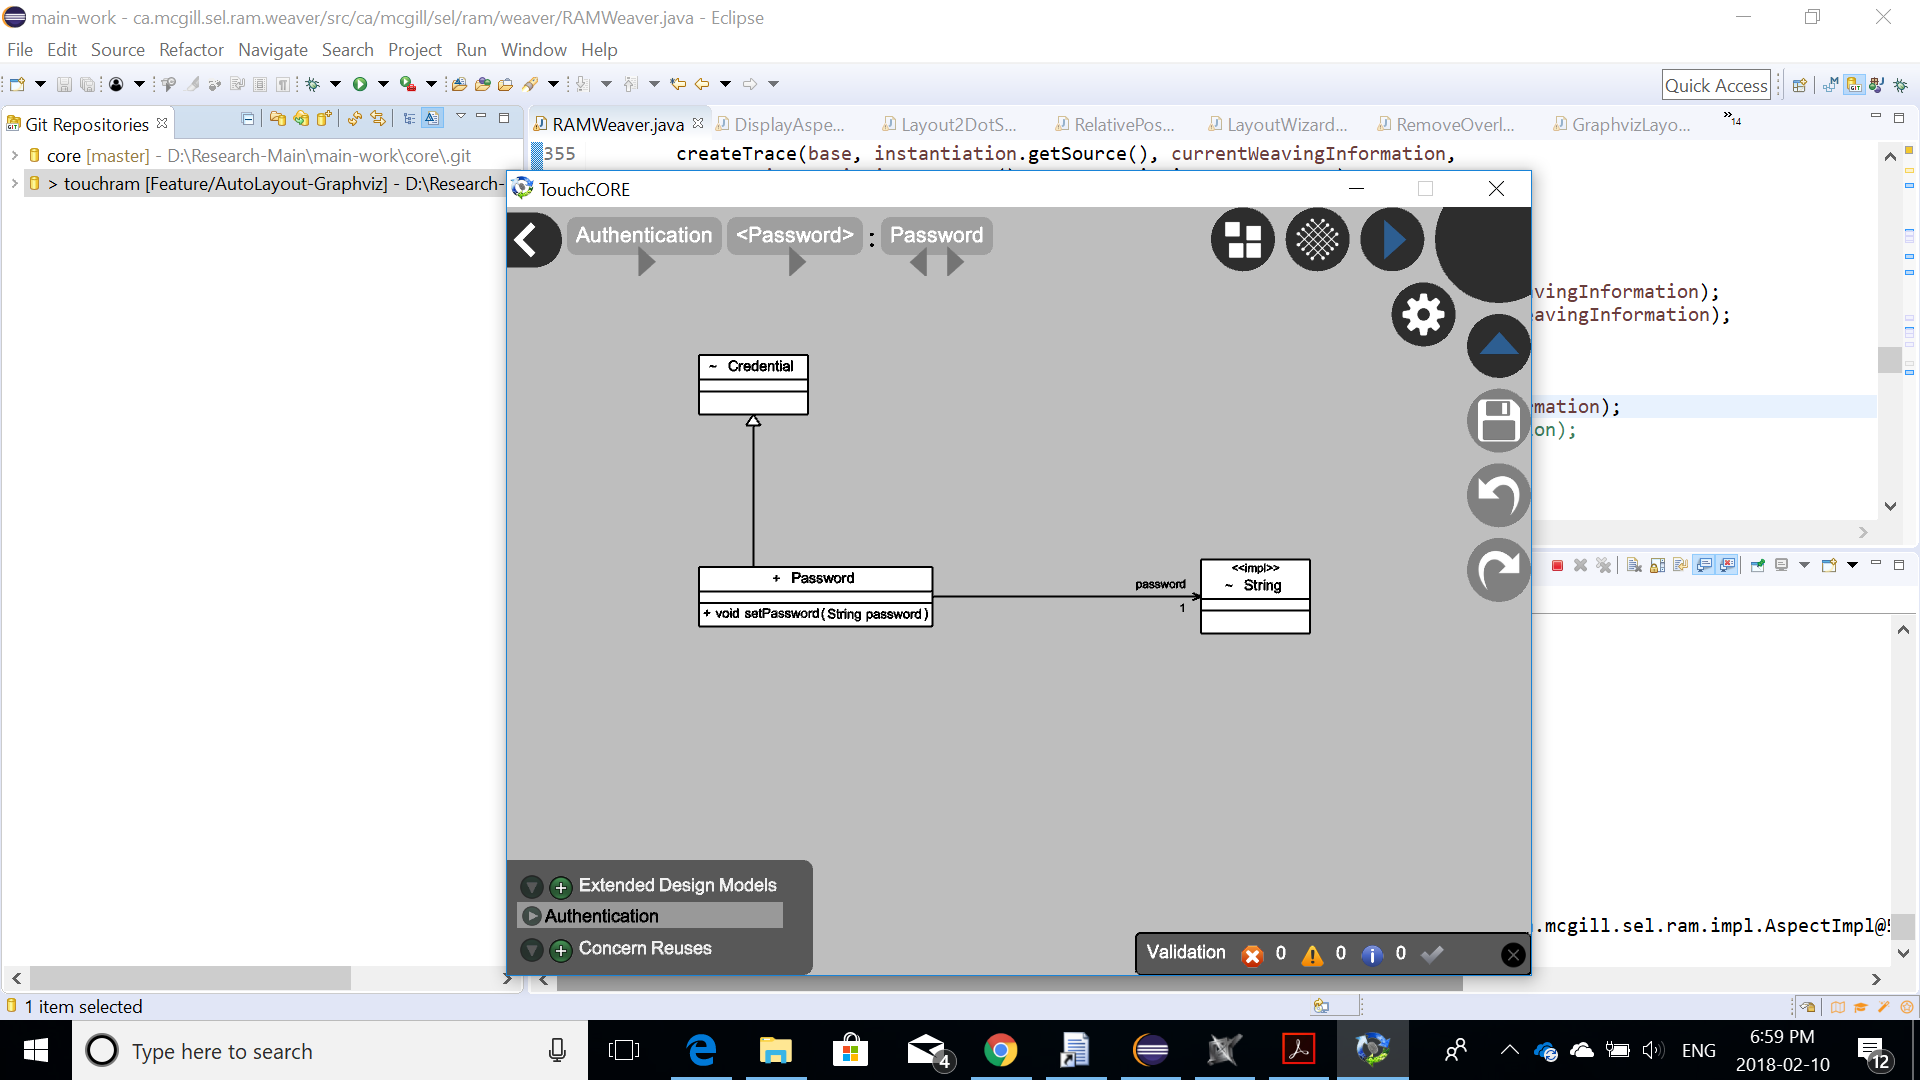 main-work - ca.mcgill.sel.ram.weaver/src/ca/mcgill/sel/ram/weaver/RAMWeaver.java - Eclipse
File Edit Source Refactor Navigate Search Project Run Window Help
Quick Access
Git Repositories
RAMWeaver.java DisplayAspe... Layout2DotS... RelativePos... LayoutWizard... RemoveOverl... GraphvizLayo... »14
core [master] - D:\Research-Main\main-work\core\.git
> touchram [Feature/AutoLayout-Graphviz] - D:\Research-
355 createTrace(base, instantiation.getSource(), currentWeavingInformation,
TouchCORE
Authentication <Password> : Password
vingInformation);
avingInformation);
mation);
on);
~ Credential
+ Password
+ void setPassword(String password)
password
1
<<impl>>
~ String
Extended Design Models
Authentication
Concern Reuses
Validation 0 0 0
.mcgill.sel.ram.impl.AspectImpl@
1 item selected
Type here to search
4
ENG
6:59 PM
2018-02-10
12